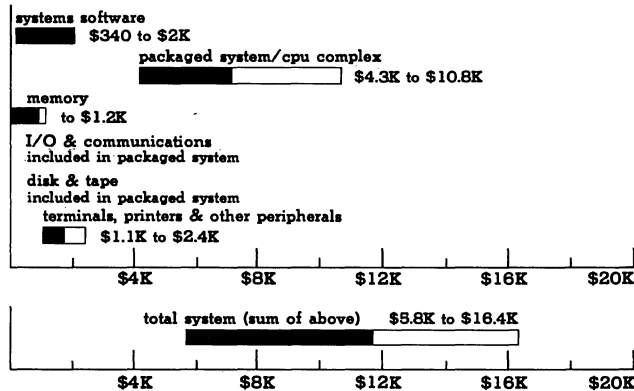 systems software
$340 to $2K
packaged system/cpu complex
$4.3K to $10.8K
memory
to $1.2K
I/O & communications
included in packaged system
disk & tape
included in packaged system
terminals, printers & other peripherals
$1.1K to $2.4K
$4K $8K $12K $16K $20K
total system (sum of above) $5.8K to $16.4K
$4K $8K $12K $16K $20K